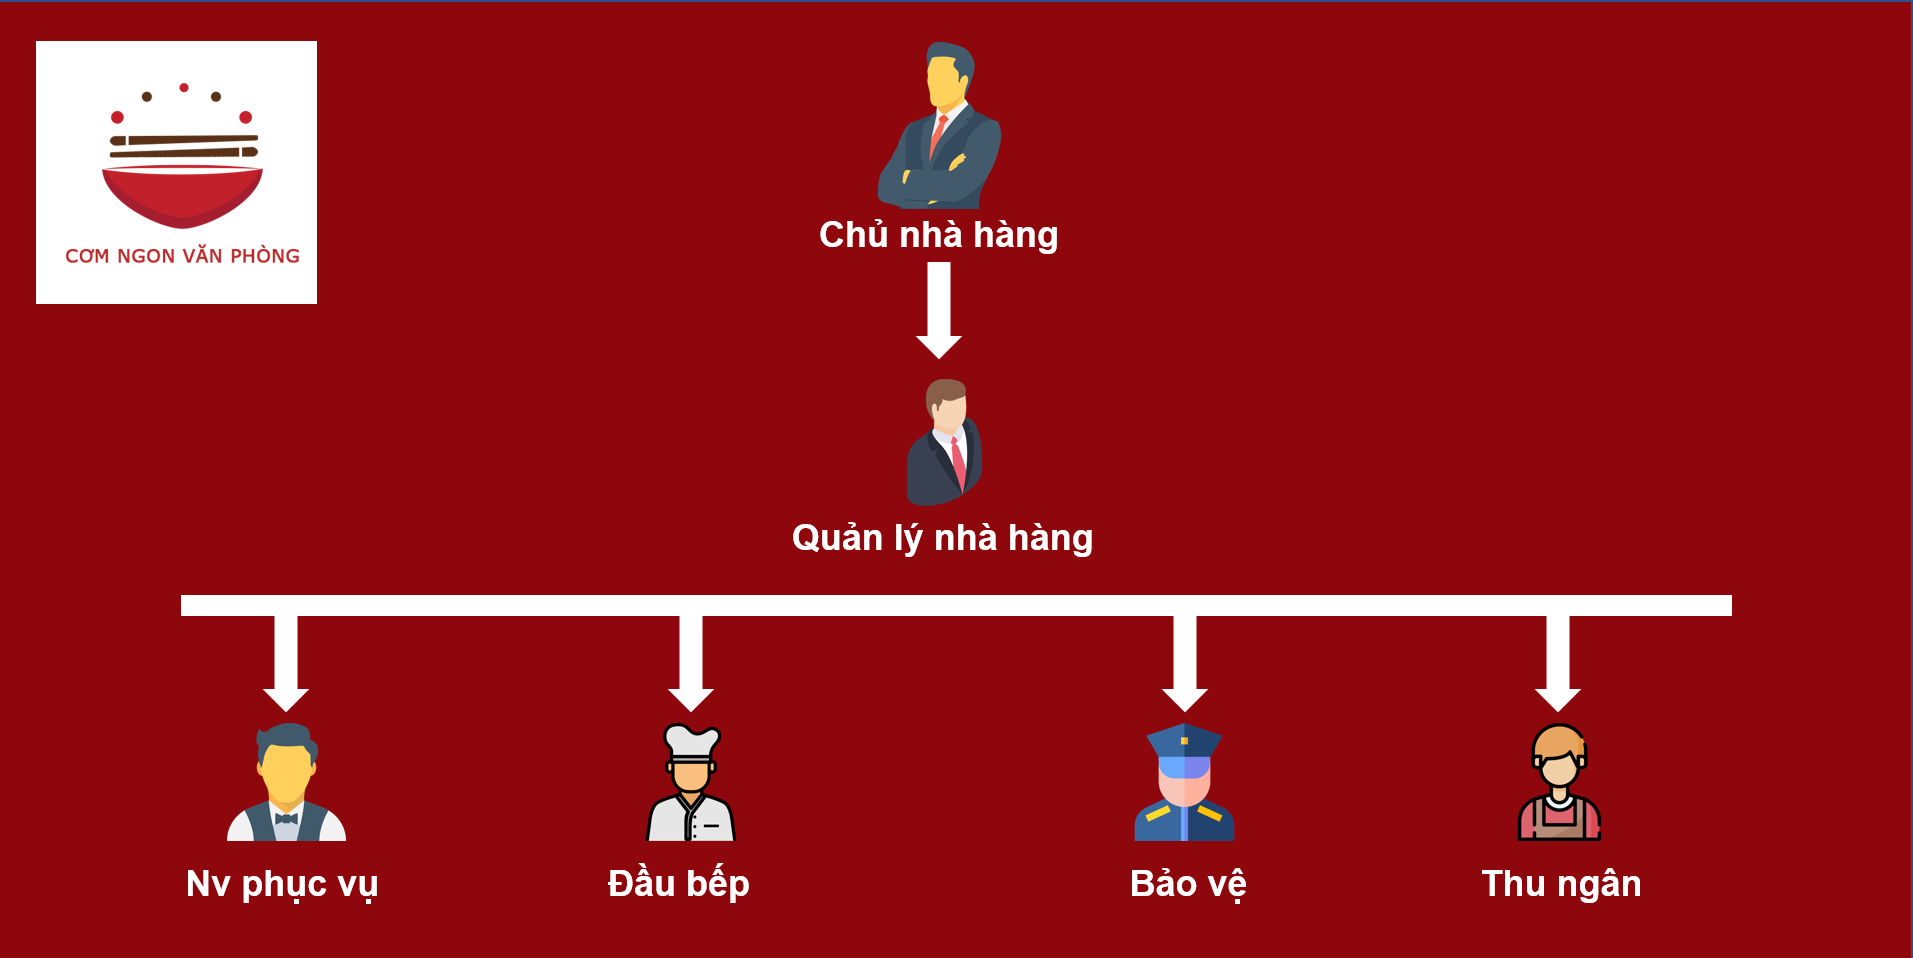 CƠM NGON VĂN PHÒNG
Chủ nhà hàng
Quản lý nhà hàng
Nv phục vụ
Đầu bếp
Bảo vệ
Thu ngân